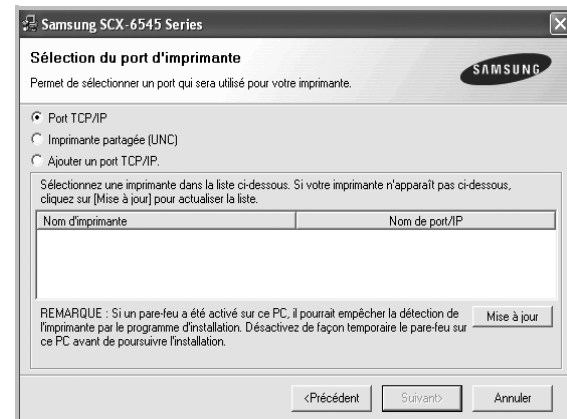 Samsung SCX-6545 Series
Sélection du port d'imprimante
Permet de sélectionner un port qui sera utilisé pour votre imprimante.
SAMSUNG
Port TCP/IP
Imprimante partagée (UNC)
Ajouter un port TCP/IP.
Sélectionnez une imprimante dans la liste ci-dessous. Si votre imprimante n'apparaît pas ci-dessous,
cliquez sur [Mise à jour] pour actualiser la liste.
Nom d'imprimante
Nom de port/IP
REMARQUE : Si un pare-feu a été activé sur ce PC, il pourrait empêcher la détection de
l'imprimante par le programme d'installation. Désactivez de façon temporaire le pare-feu sur
ce PC avant de poursuivre l'installation.
Mise à jour
<Précédent
Suivant>
Annuler